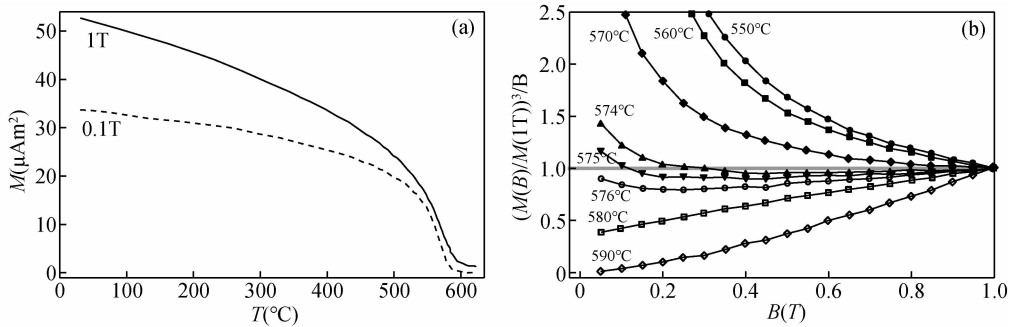 (a)
50
40
30
20
10
0
M(μAm²)
1T
0.1T
0 100 200 300 400 500 600
T(℃)
(b)
2.5
2.0
1.5
1.0
0.5
0
(M(B)/M(1T))³/B
570℃
560℃
550℃
574℃
575℃
576℃
580℃
590℃
0 0.2 0.4 0.6 0.8 1.0
B(T)